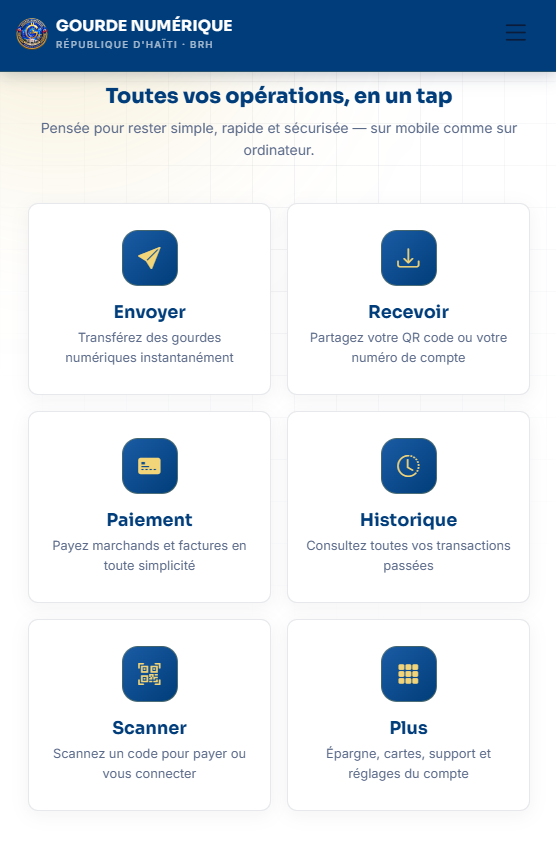 GOURDE NUMÉRIQUE
RÉPUBLIQUE D'HAÏTI · BRH
Toutes vos opérations, en un tap
Pensée pour rester simple, rapide et sécurisée — sur mobile comme sur
ordinateur.
Envoyer
Transférez des gourdes
numériques instantanément
Recevoir
Partagez votre QR code ou votre
numéro de compte
Paiement
Payez marchands et factures en
toute simplicité
Historique
Consultez toutes vos transactions
passées
Scanner
Scannez un code pour payer ou
vous connecter
Plus
Épargne, cartes, support et
réglages du compte